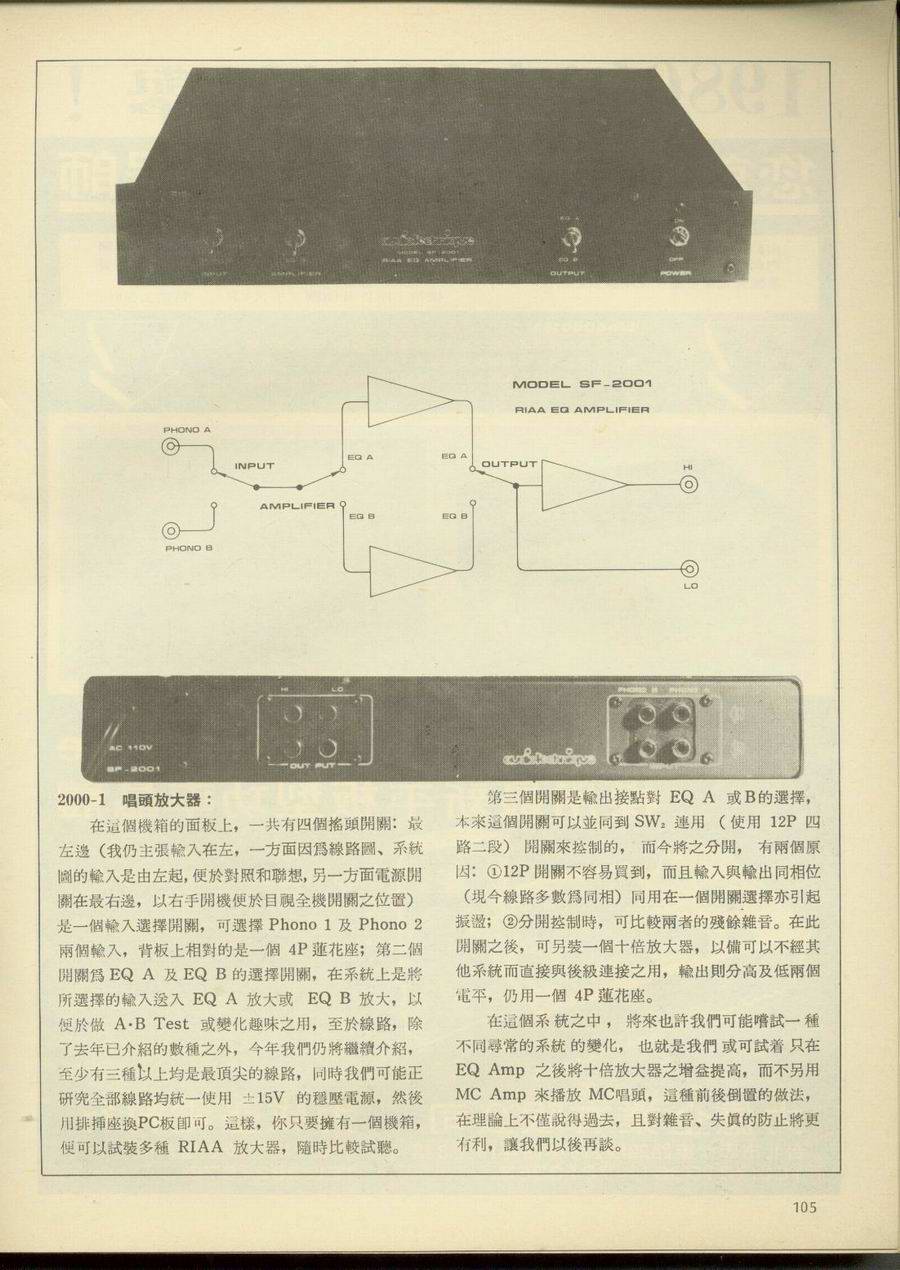 EQ A
ON
audiotecnique
MODEL SF-2001
RIAA EQ AMPLIFIER
EQ B
OFF
INPUT
AMPLIFIER
OUTPUT
POWER
MODEL SF-2001
RIAA EQ AMPLIFIER
PHONO A
EQ A
EQ A
INPUT
OUTPUT
HI
AMPLIFIER
EQ B
EQ B
PHONO B
LO
HI LO
PHONO B PHONO
AC 110V
SF-2001
OUT PUT
2000-1 唱頭放大器：
在這個機箱的面板上，一共有四個搖頭開關：最
左邊（我仍主張輸入在左，一方面因爲線路圖、系統
圖的輸入是由左起，便於對照和聯想，另一方面電源開
關在最右邊，以右手開機便於目視全機開關之位置）
是一個輸入選擇開關，可選擇 Phono 1 及 Phono 2
兩個輸入，背板上相對的是一個 4P 蓮花座；第二個
開關爲 EQ A 及 EQ B 的選擇開關，在系統上是將
所選擇的輸入送入 EQ A 放大或 EQ B 放大，以
便於做 A·B Test 或變化趣味之用，至於線路，除
了去年已介紹的數種之外，今年我們仍將繼續介紹，
至少有三種以上均是最頂尖的線路，同時我們可能正
研究全部線路均統一使用 ±15V 的穩壓電源，然後
用排揷座換PC板卽可。這樣，你只要擁有一個機箱，
便可以試裝多種 RIAA 放大器，隨時比較試聽。
第三個開關是輸出接點對 EQ A 或B的選擇，
本來這個開關可以並同到 SW₂ 連用（使用 12P 四
路二段）開關來控制的，而今將之分開，有兩個原
因：①12P 開關不容易買到，而且輸入與輸出同相位
（現今線路多數爲同相）同用在一個開關選擇亦引起
振盪；②分開控制時，可比較兩者的殘餘雜音。在此
開關之後，可另裝一個十倍放大器，以備可以不經其
他系統而直接與後級連接之用，輸出則分高及低兩個
電平，仍用一個 4P 蓮花座。
在這個系統之中，將來也許我們可能嚐試一種
不同尋常的系統的變化，也就是我們或可試着只在
EQ Amp 之後將十倍放大器之增益提高，而不另用
MC Amp 來播放 MC唱頭，這種前後倒置的做法，
在理論上不僅說得過去，且對雜音、失眞的防止將更
有利，讓我們以後再談。
105